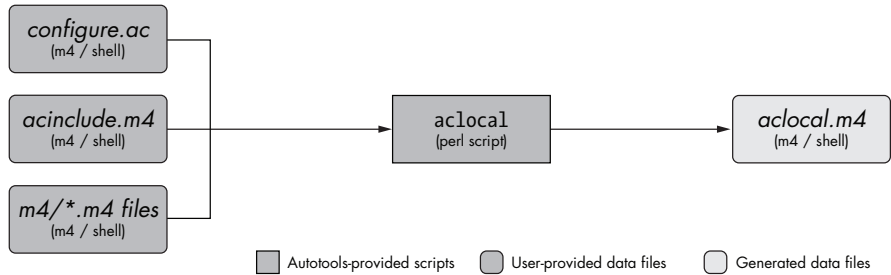 configure.ac
(m4 / shell)
acinclude.m4
(m4 / shell)
m4/*.m4 files
(m4 / shell)
aclocal
(perl script)
aclocal.m4
(m4 / shell)
Autotools-provided scripts
User-provided data files
Generated data files